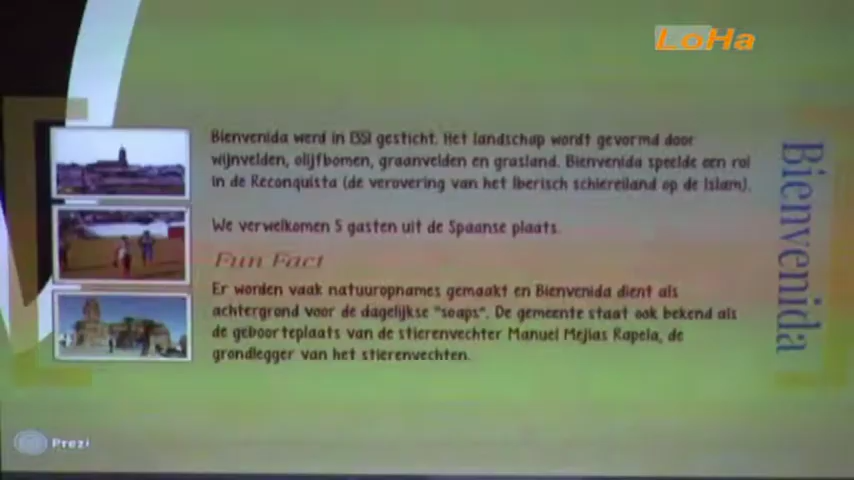 LoHa
Bienvenida werd in 1551 gesticht. Het landschap wordt gevormd door
wijnvelden, olijfbomen, graanvelden en grasland. Bienvenida speelde een rol
in de Reconquista (de verovering van het Iberisch schiereiland op de Islam).
We verwelkomen 5 gasten uit de Spaanse plaats.
Fun Fact
Er worden vaak natuuropnames gemaakt en Bienvenida dient als
achtergrond voor de dagelijkse "soaps". De gemeente staat ook bekend als
de geboorteplaats van de stierenvechter Manuel Mejias Rapela, de
grondlegger van het stierenvechten.
Bienvenida
Prezi